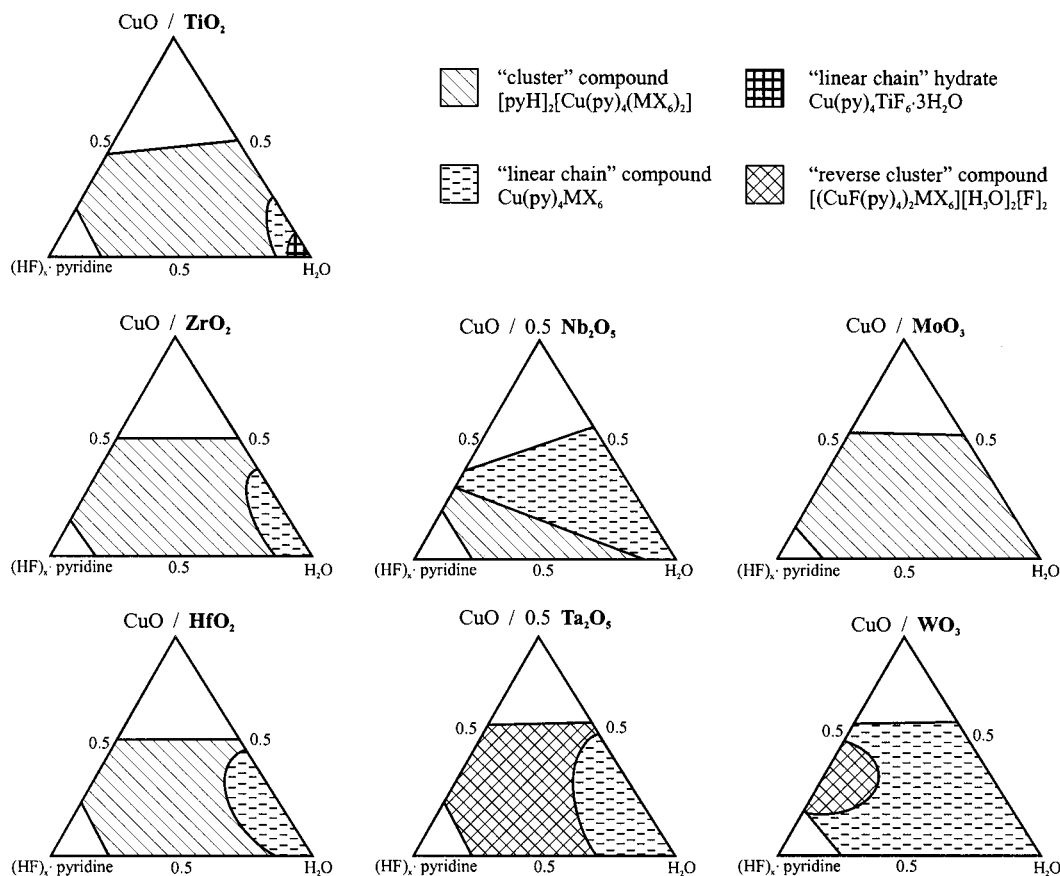 CuO / TiO₂
"cluster" compound
[pyH]₂[Cu(py)₄(MX₆)₂]
"linear chain" hydrate
Cu(py)₄TiF₆·3H₂O
0.5
0.5
"linear chain" compound
Cu(py)₄MX₆
"reverse cluster" compound
[(CuF(py)₄)₂MX₆][H₃O]₂[F]₂
(HF)ₓ· pyridine
0.5
H₂O
CuO / ZrO₂
0.5
0.5
(HF)ₓ· pyridine
0.5
H₂O
CuO / 0.5 Nb₂O₅
0.5
0.5
(HF)ₓ· pyridine
0.5
H₂O
CuO / MoO₃
0.5
0.5
(HF)ₓ· pyridine
0.5
H₂O
CuO / HfO₂
0.5
0.5
(HF)ₓ· pyridine
0.5
H₂O
CuO / 0.5 Ta₂O₅
0.5
0.5
(HF)ₓ· pyridine
0.5
H₂O
CuO / WO₃
0.5
0.5
(HF)ₓ· pyridine
0.5
H₂O